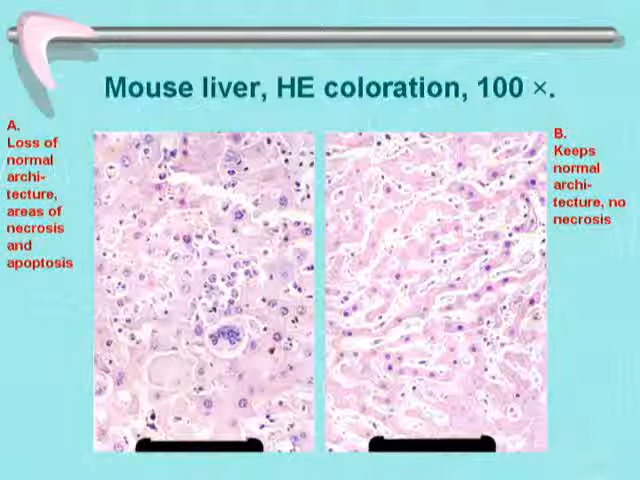 Mouse liver, HE coloration, 100 ×.
A.
Loss of
normal
archi-
tecture,
areas of
necrosis
and
apoptosis
B.
Keeps
normal
archi-
tecture, no
necrosis